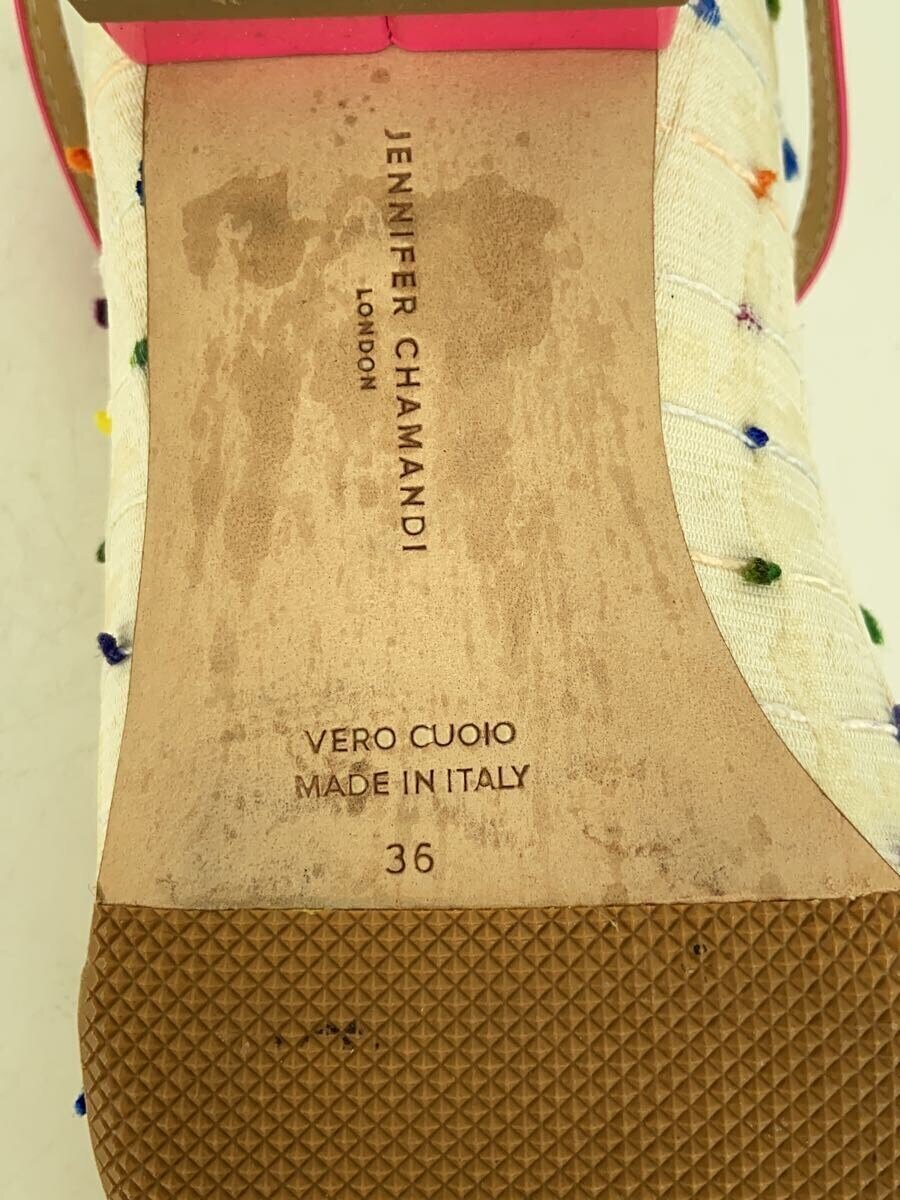 JENNIFER CHAMANDI
LONDON
VERO CUOIO
MADE IN ITALY
36